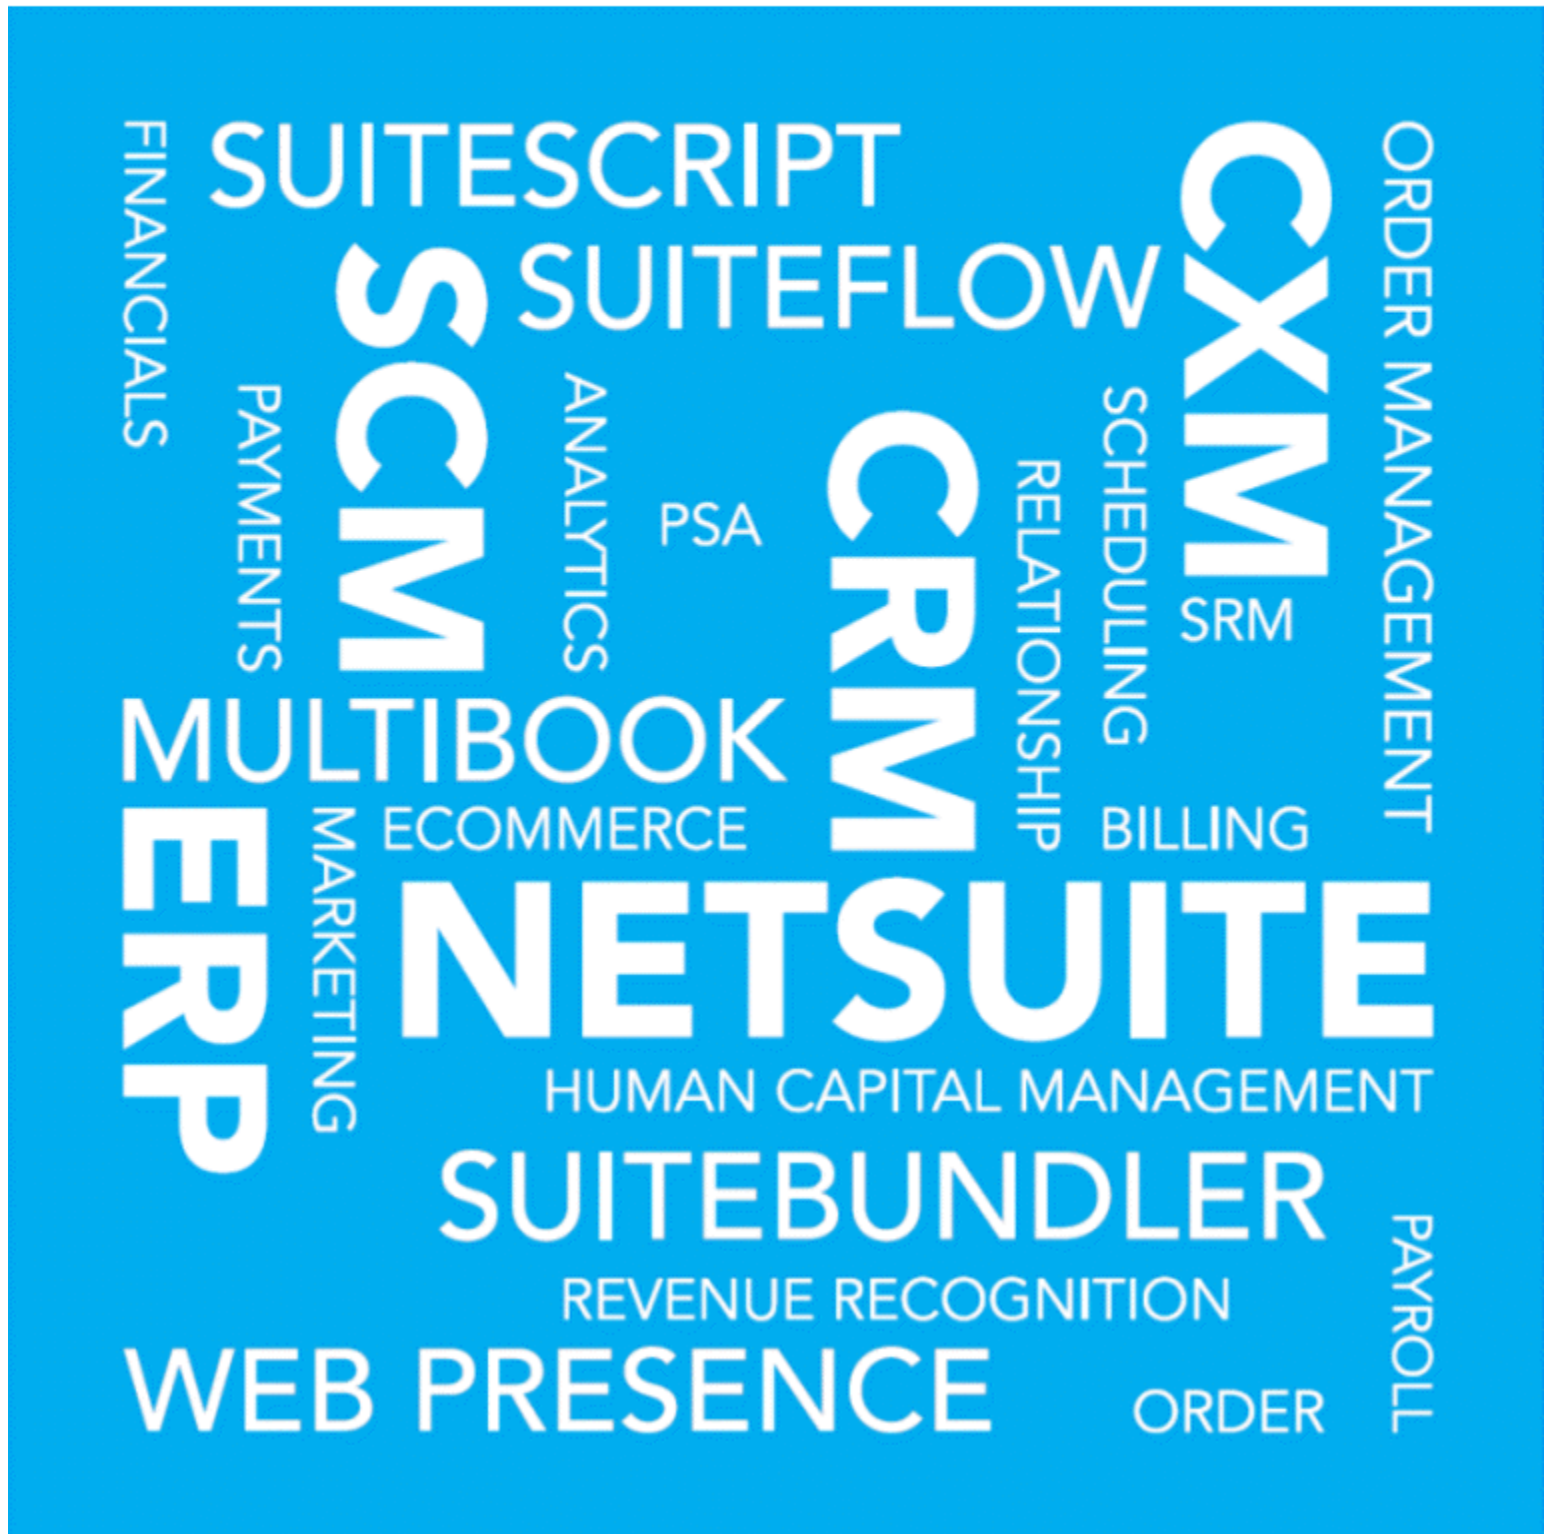 FINANCIALS
SUITESCRIPT
CXM
ORDER MANAGEMENT
SCM
SUITEFLOW
PAYMENTS
ANALYTICS
PSA
CRM
RELATIONSHIP
SCHEDULING
SRM
MULTIBOOK
ERP
MARKETING
ECOMMERCE
BILLING
NETSUITE
HUMAN CAPITAL MANAGEMENT
SUITEBUNDLER
PAYROLL
REVENUE RECOGNITION
WEB PRESENCE
ORDER